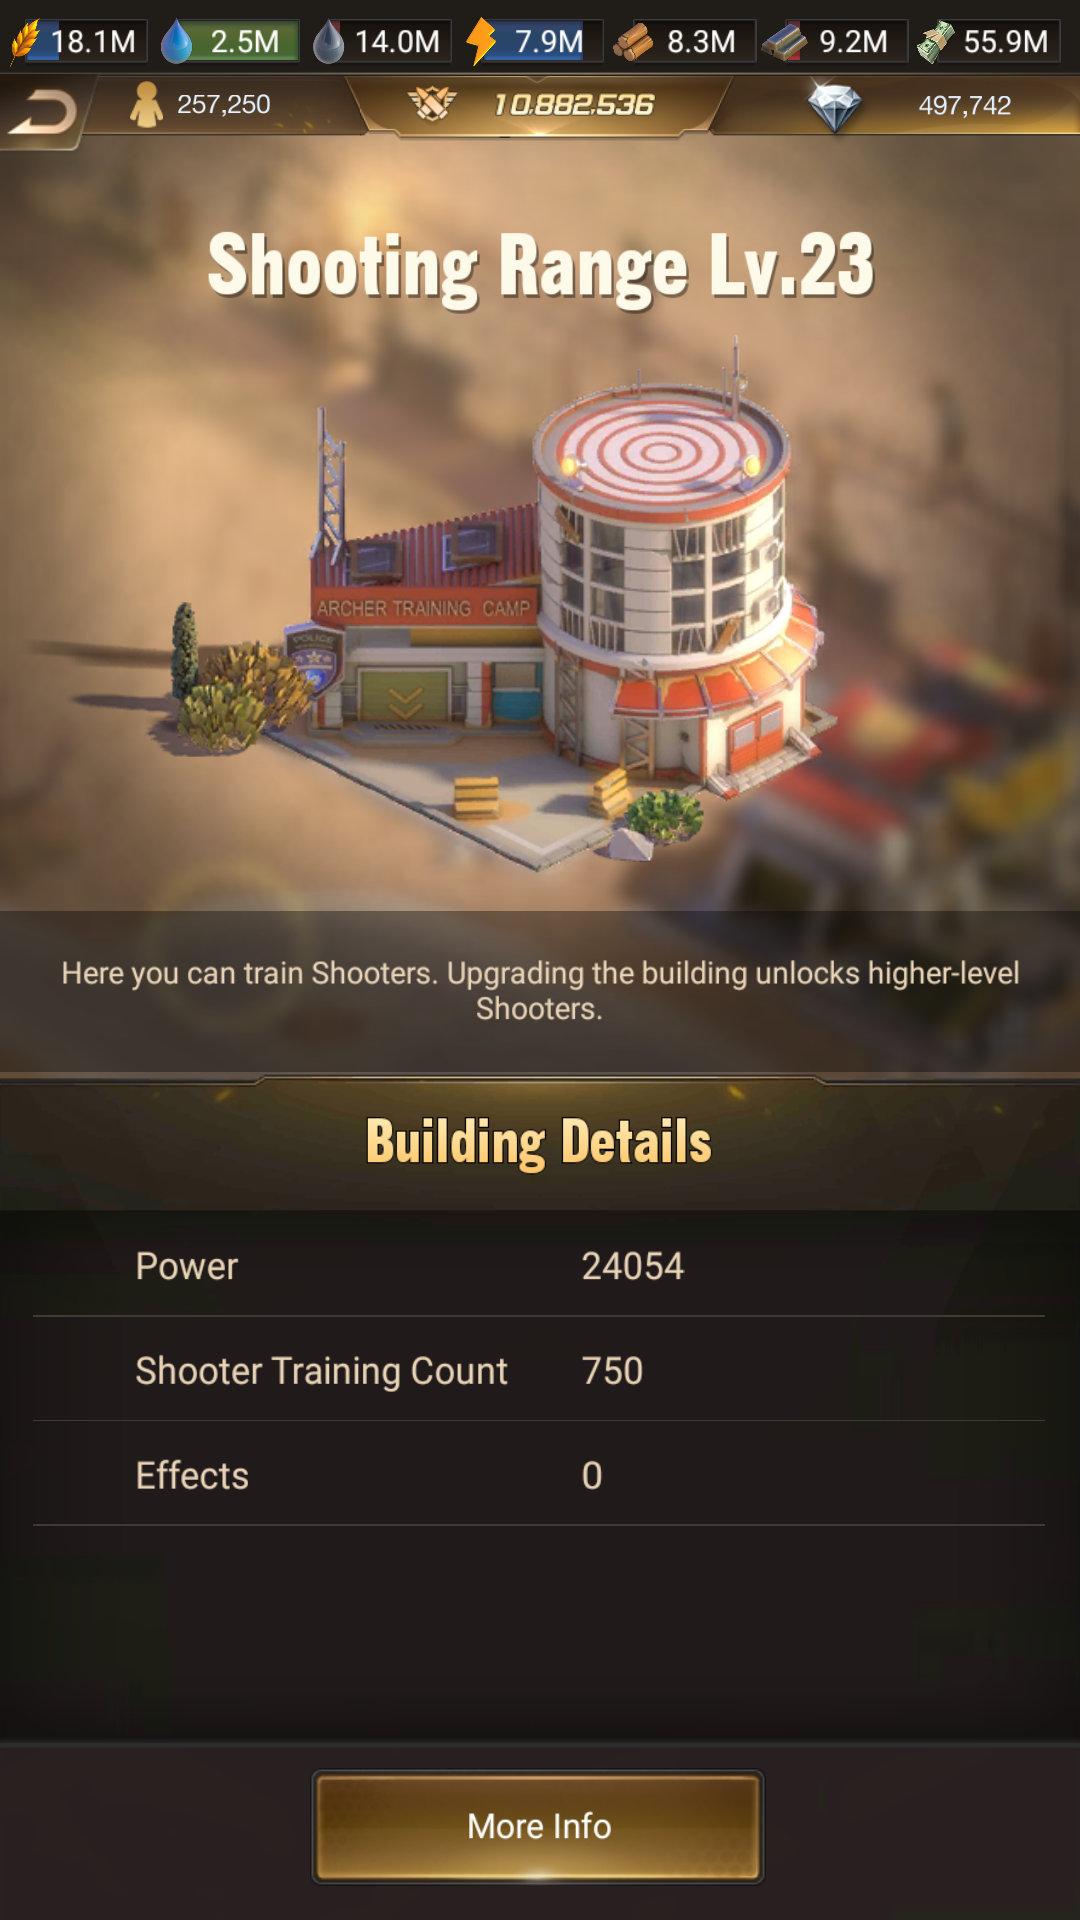 18.1M 2.5M 14.0M 7.9M 8.3M 9.2M 55.9M
257,250 10,882,536 497,742
Shooting Range Lv.23
ARCHER TRAINING CAMP
POLICE
Here you can train Shooters. Upgrading the building unlocks higher-level
Shooters.
Building Details
Power 24054
Shooter Training Count 750
Effects 0
More Info